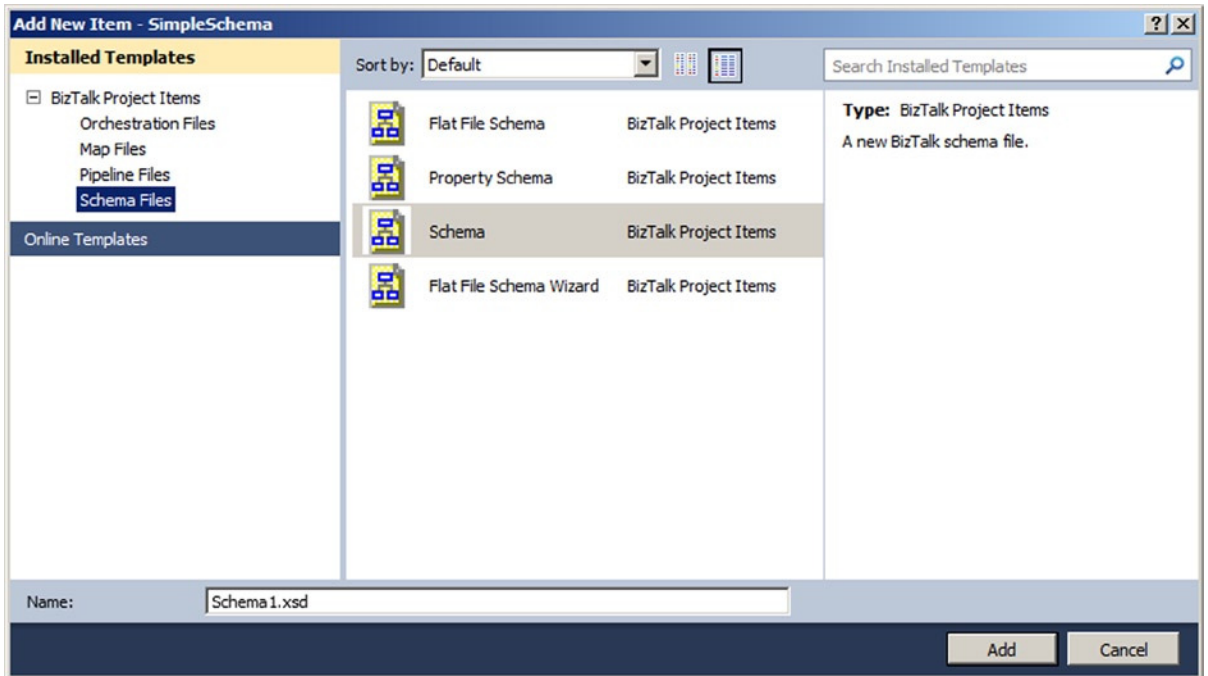 Add New Item - SimpleSchema
Installed Templates
Sort by: Default
Search Installed Templates
BizTalk Project Items
Orchestration Files
Map Files
Pipeline Files
Schema Files
Online Templates
Flat File Schema BizTalk Project Items
Property Schema BizTalk Project Items
Schema BizTalk Project Items
Flat File Schema Wizard BizTalk Project Items
Type: BizTalk Project Items
A new BizTalk schema file.
Name: Schema1.xsd
Add Cancel